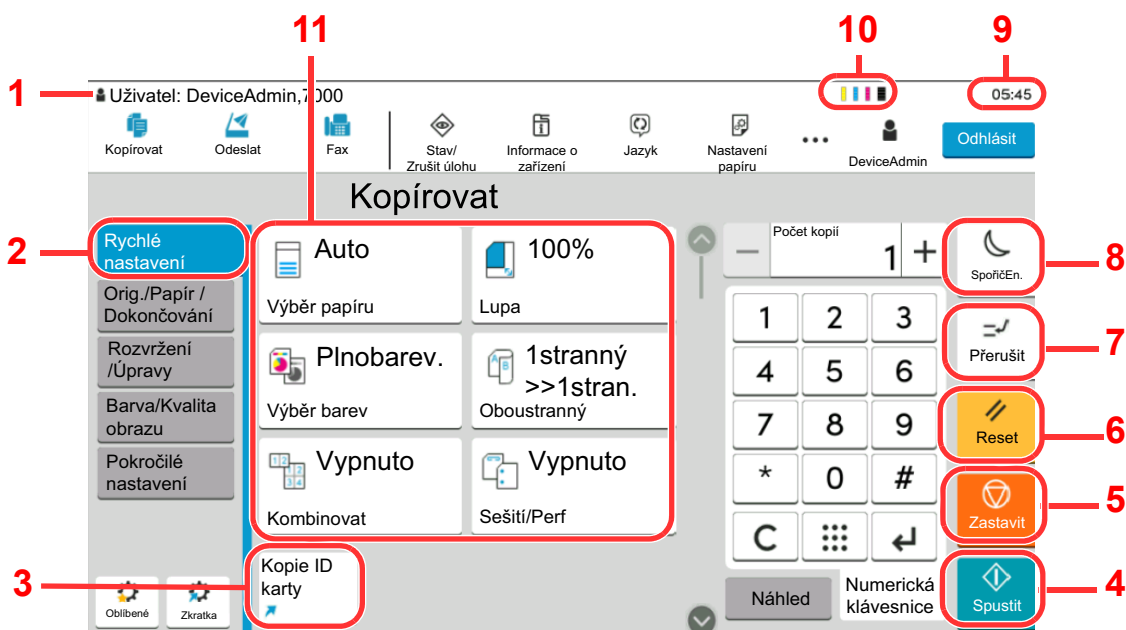 11
10
9
1
Uživatel: DeviceAdmin,7000
05:45
Kopírovat
Odeslat
Fax
Stav/
Zrušit úlohu
Informace o
zařízení
Jazyk
Nastavení
papíru
DeviceAdmin
Odhlásit
Kopírovat
2
Rychlé
nastavení
Orig./Papír /
Dokončování
Rozvržení
/Úpravy
Barva/Kvalita
obrazu
Pokročilé
nastavení
Auto
Výběr papíru
100%
Lupa
Plnobarev.
Výběr barev
1stranný
>>1stran.
Oboustranný
Vypnuto
Kombinovat
Vypnuto
Sešití/Perf
Počet kopií
− 1 +
1 2 3
4 5 6
7 8 9
* 0 #
C
SpořičEn.
8
Přerušit
7
Reset
6
Zastavit
5
3
Kopie ID
karty
Oblíbené
Zkratka
Náhled
Numerická
klávesnice
Spustit
4